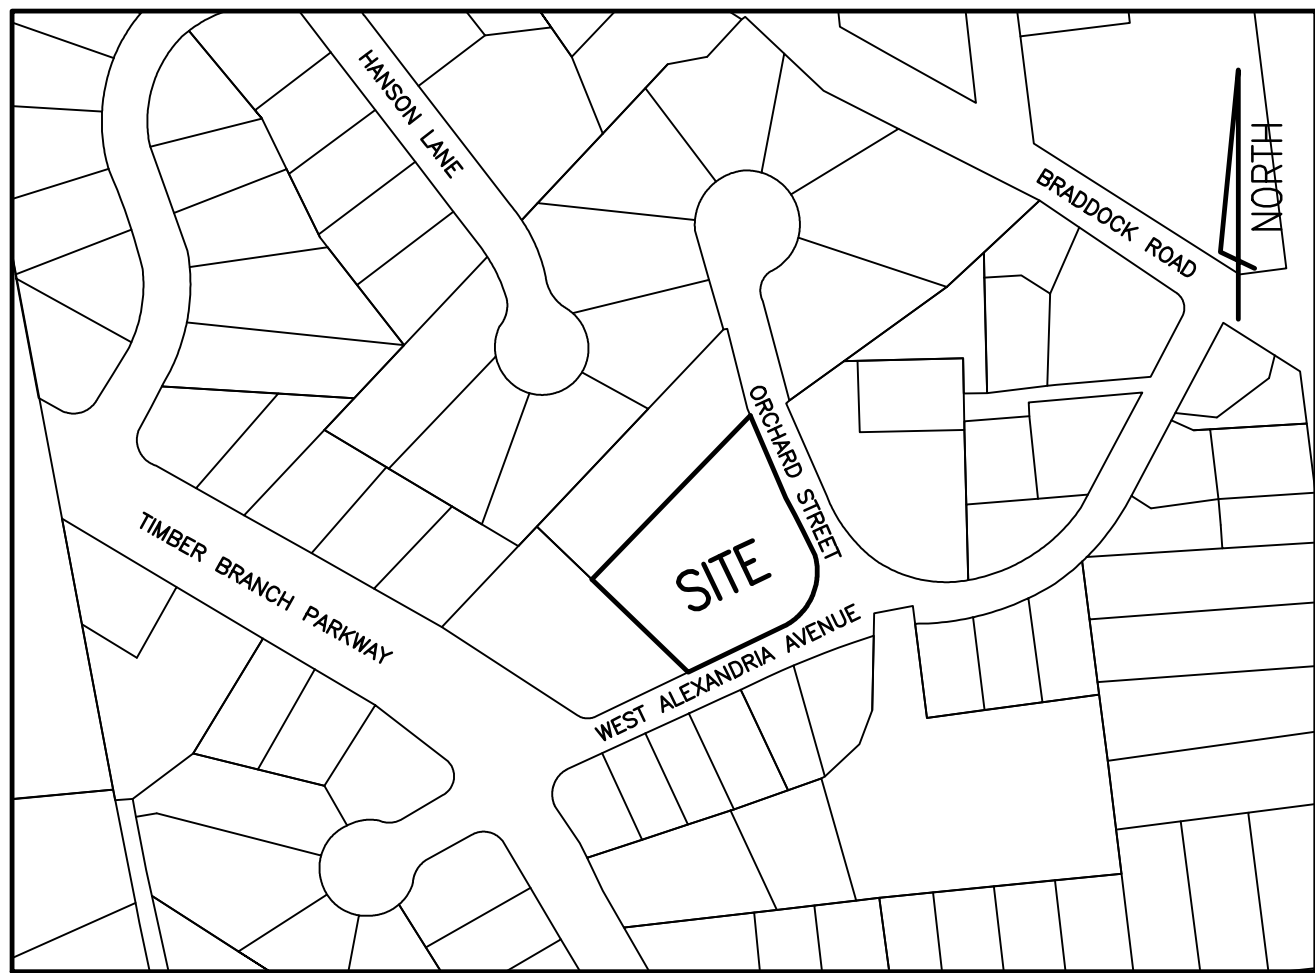 HANSON LANE
NORTH
BRADDOCK ROAD
ORCHARD STREET
SITE
TIMBER BRANCH PARKWAY
WEST ALEXANDRIA AVENUE